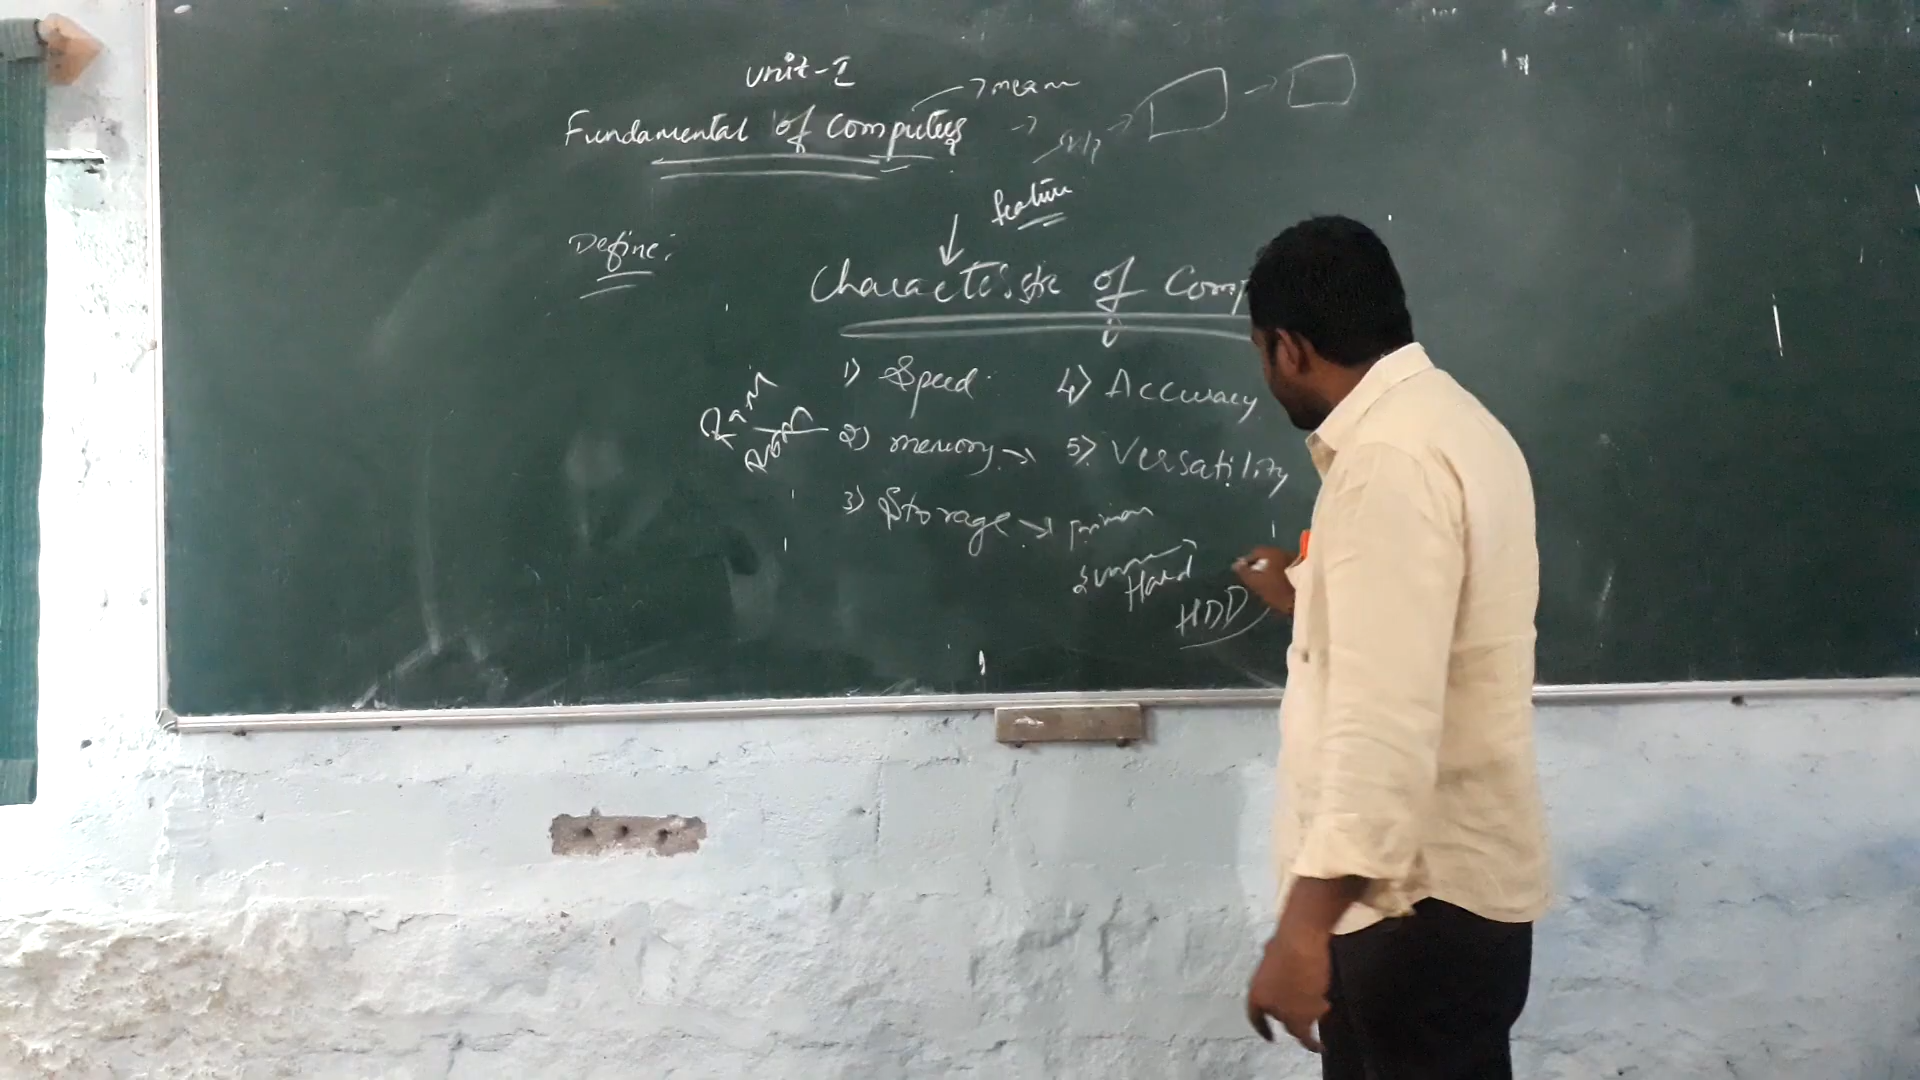 Unit-I
Fundamental of Computers → mean
feature
Define:
Characteristic of Comp
1) Speed
4) Accuracy
Ram
Rom
2) memory →
5) Versatility
3) Storage →
Hard
HDD